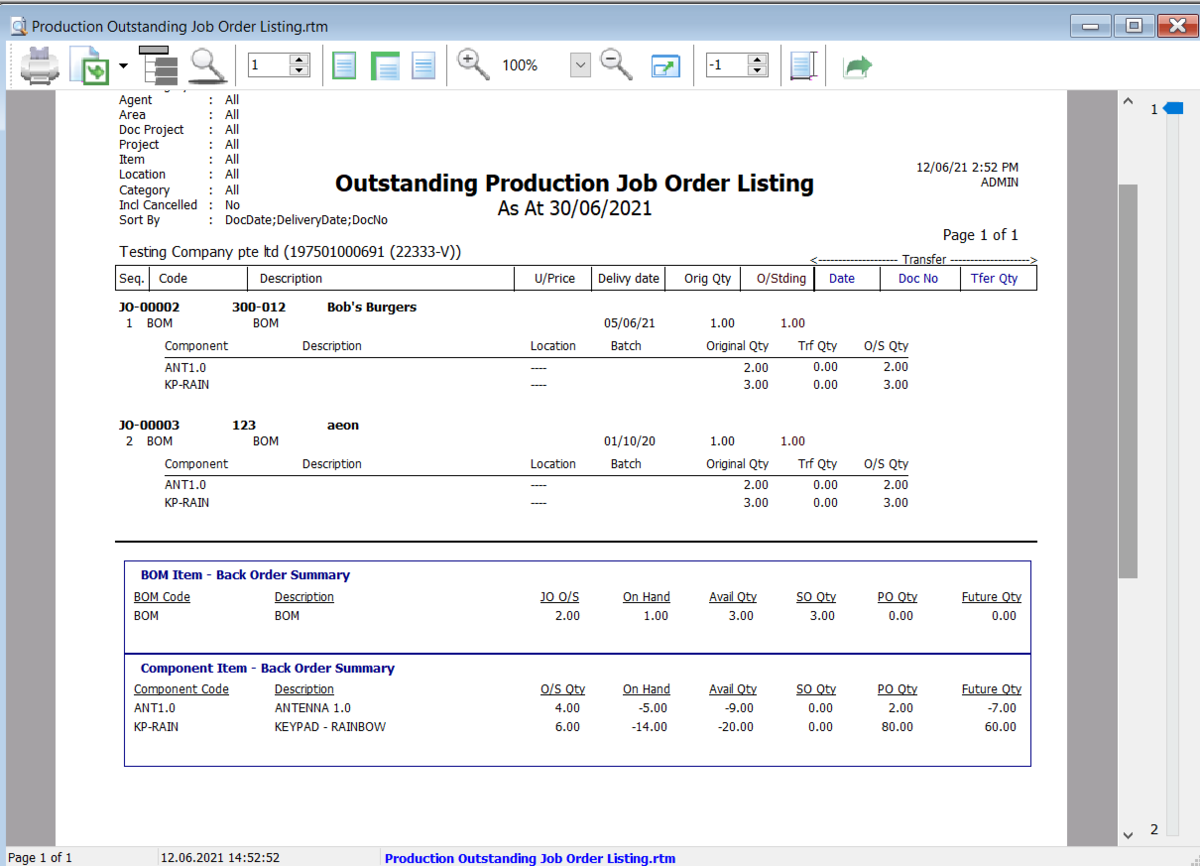 Production Outstanding Job Order Listing.rtm
1 100% -1
Agent : All
Area : All
Doc Project : All
Project : All
Item : All
Location : All
Category : All
Incl Cancelled : No
Sort By : DocDate;DeliveryDate;DocNo
12/06/21 2:52 PM
ADMIN
Outstanding Production Job Order Listing
As At 30/06/2021
Page 1 of 1
Testing Company pte ltd (197501000691 (22333-V))
<-------------------- Transfer -------------------->
Seq. Code Description U/Price Delivy date Orig Qty O/Stding Date Doc No Tfer Qty
JO-00002 300-012 Bob's Burgers
1 BOM BOM 05/06/21 1.00 1.00
Component Description Location Batch Original Qty Trf Qty O/S Qty
ANT1.0 ---- 2.00 0.00 2.00
KP-RAIN ---- 3.00 0.00 3.00
JO-00003 123 aeon
2 BOM BOM 01/10/20 1.00 1.00
Component Description Location Batch Original Qty Trf Qty O/S Qty
ANT1.0 ---- 2.00 0.00 2.00
KP-RAIN ---- 3.00 0.00 3.00
BOM Item - Back Order Summary
BOM Code Description JO O/S On Hand Avail Qty SO Qty PO Qty Future Qty
BOM BOM 2.00 1.00 3.00 3.00 0.00 0.00
Component Item - Back Order Summary
Component Code Description O/S Qty On Hand Avail Qty SO Qty PO Qty Future Qty
ANT1.0 ANTENNA 1.0 4.00 -5.00 -9.00 0.00 2.00 -7.00
KP-RAIN KEYPAD - RAINBOW 6.00 -14.00 -20.00 0.00 80.00 60.00
1
2
Page 1 of 1 12.06.2021 14:52:52 Production Outstanding Job Order Listing.rtm